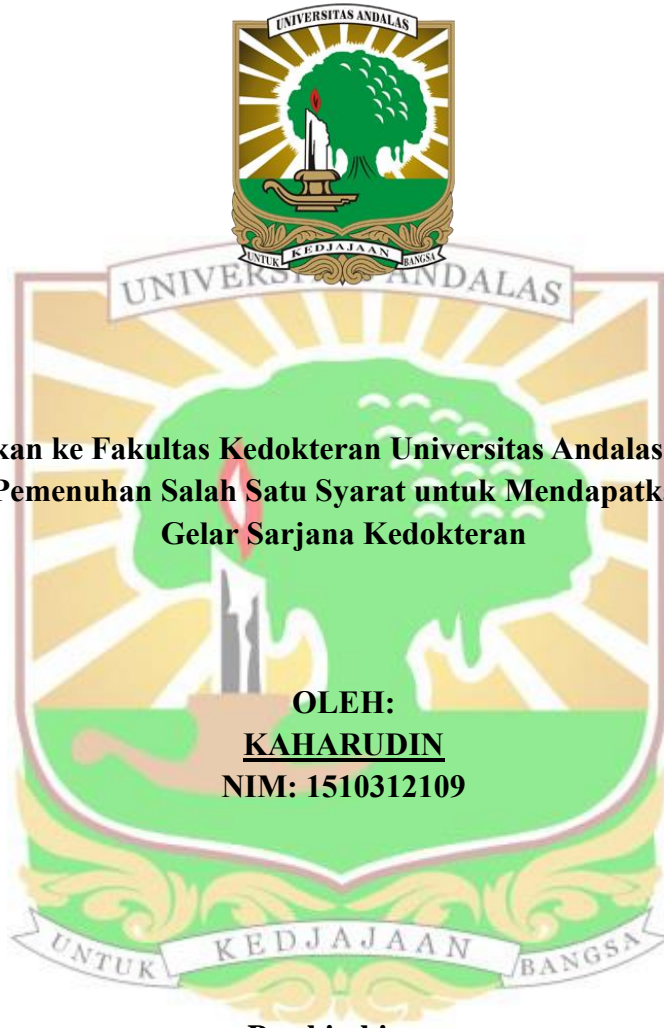 UNIVERSITAS ANDALAS
UNTUK KEDJAJAAN BANGSA
UNIVERS ANDALAS
kan ke Fakultas Kedokteran Universitas Andalas
Pemenuhan Salah Satu Syarat untuk Mendapatk
Gelar Sarjana Kedokteran
OLEH:
KAHARUDIN
NIM: 1510312109
UNTUK KEDJAJAAN BANGSA